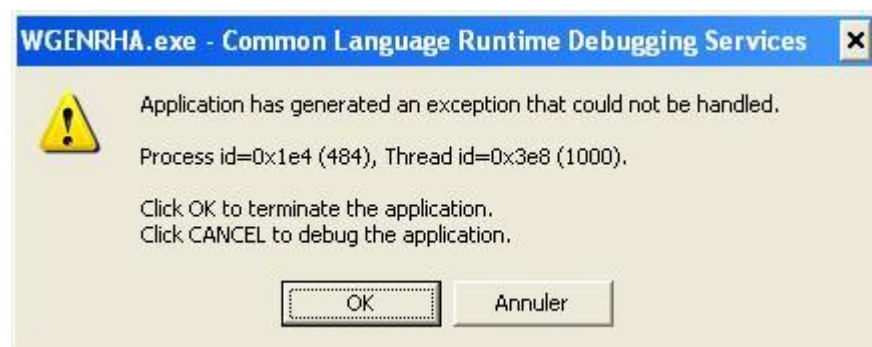 WGENRHA.exe - Common Language Runtime Debugging Services
Application has generated an exception that could not be handled.
Process id=0x1e4 (484), Thread id=0x3e8 (1000).
Click OK to terminate the application.
Click CANCEL to debug the application.
OK
Annuler